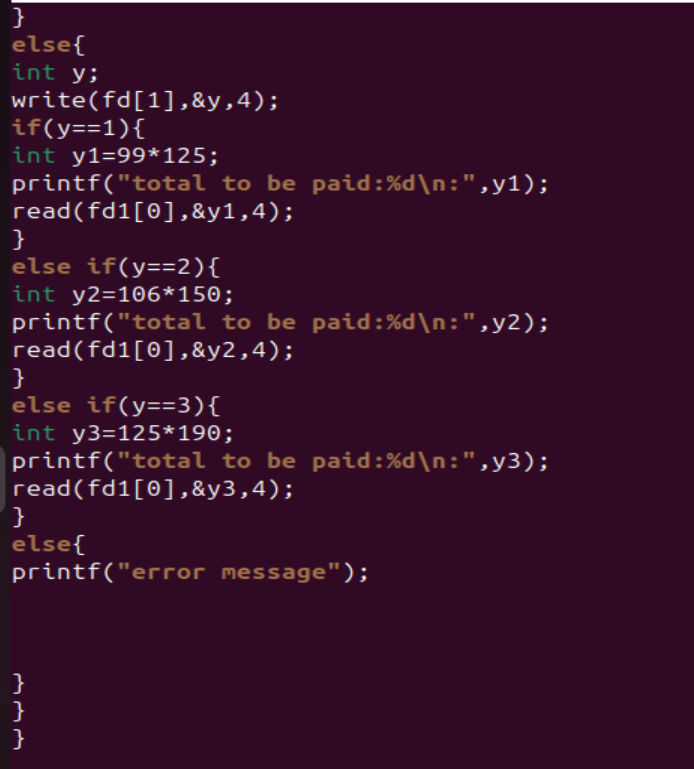 }
else{
int y;
write(fd[1],&y,4);
if(y==1){
int y1=99*125;
printf("total to be paid:%d\n:",y1);
read(fd1[0],&y1,4);
}
else if(y==2){
int y2=106*150;
printf("total to be paid:%d\n:",y2);
read(fd1[0],&y2,4);
}
else if(y==3){
int y3=125*190;
printf("total to be paid:%d\n:",y3);
read(fd1[0],&y3,4);
}
else{
printf("error message");
}
}
}